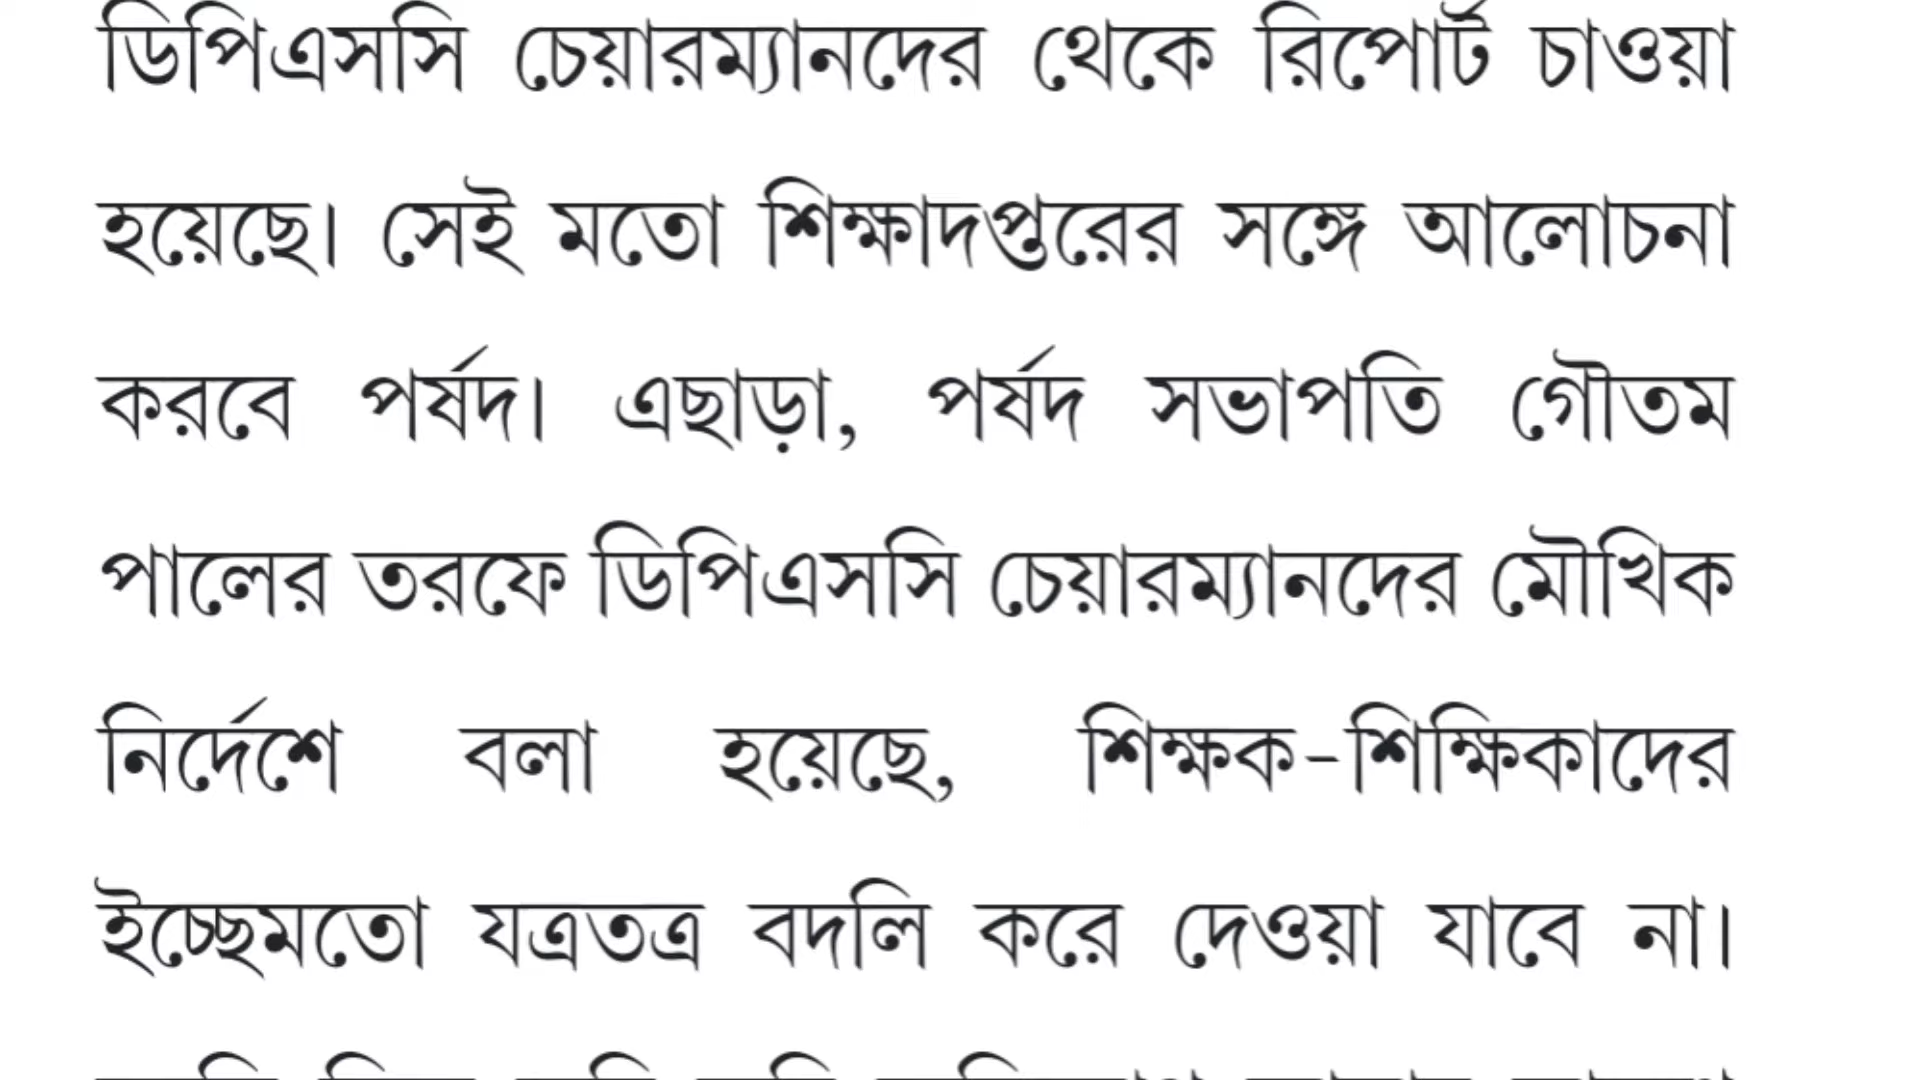 ডিপিএসসি চেয়ারম্যানদের থেকে রিপোর্ট চাওয়া
হয়েছে। সেই মতো শিক্ষাদপ্তরের সঙ্গে আলোচনা
করবে পর্ষদ। এছাড়া, পর্ষদ সভাপতি গৌতম
পালের তরফে ডিপিএসসি চেয়ারম্যানদের মৌখিক
নির্দেশে বলা হয়েছে, শিক্ষক-শিক্ষিকাদের
ইচ্ছেমতো যত্রতত্র বদলি করে দেওয়া যাবে না।